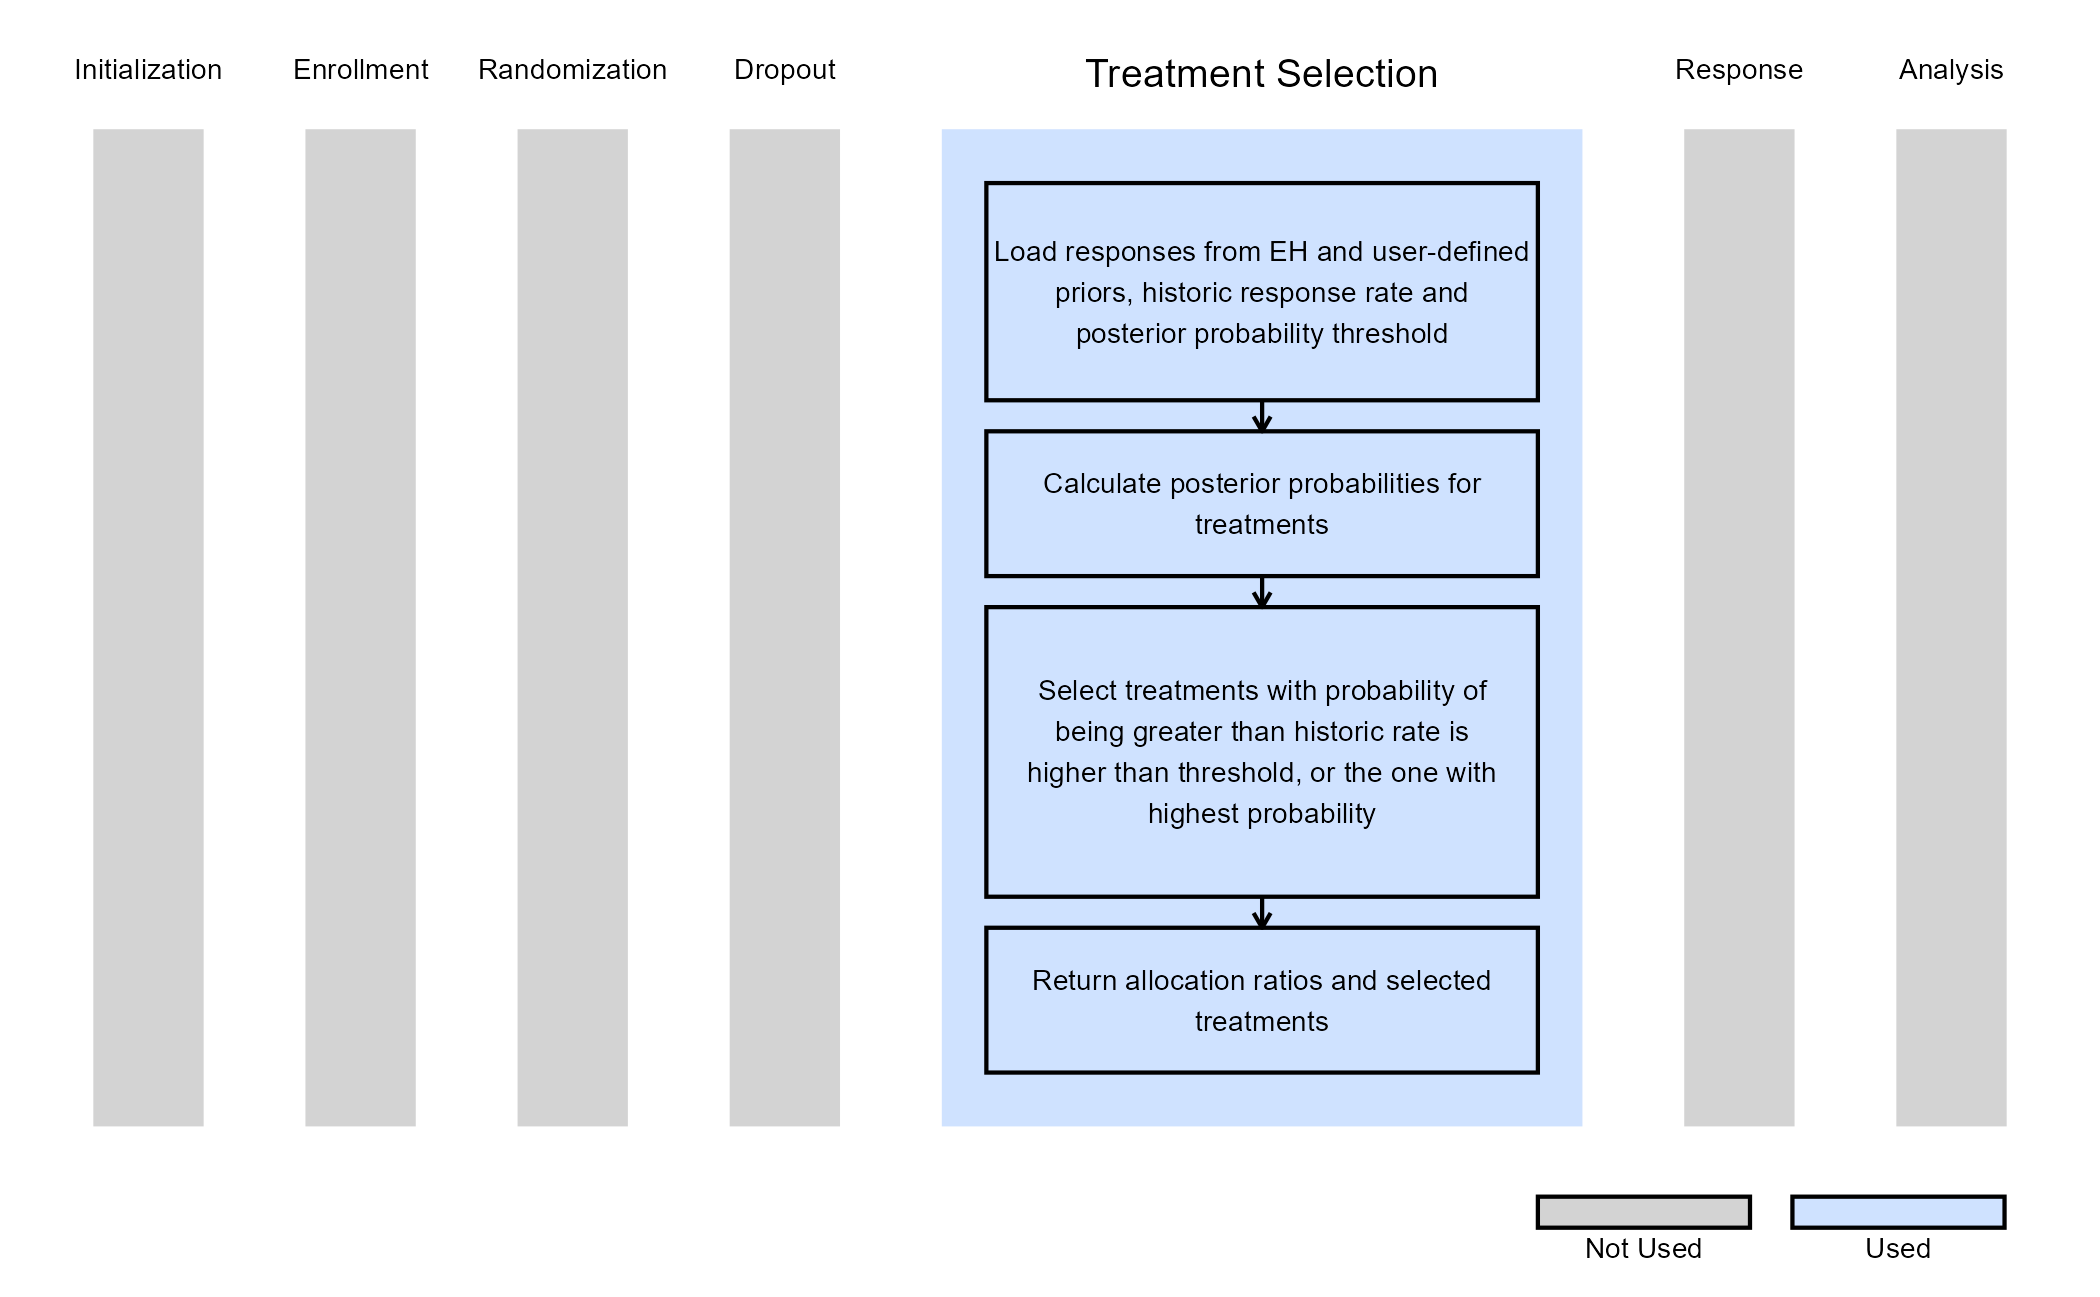 Initialization
Enrollment
Randomization
Dropout
Treatment Selection
Response
Analysis
Load responses from EH and user-defined
priors, historic response rate and
posterior probability threshold
Calculate posterior probabilities for
treatments
Select treatments with probability of
being greater than historic rate is
higher than threshold, or the one with
highest probability
Return allocation ratios and selected
treatments
Not Used
Used